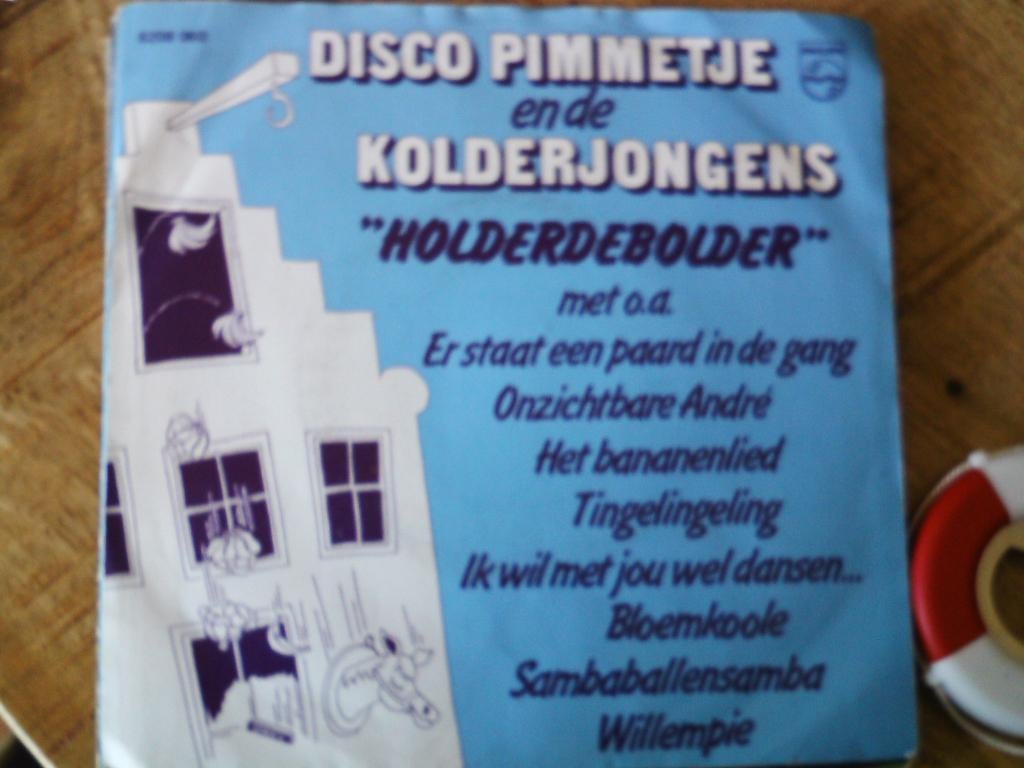 DISCO PIMMETJE
en de
KOLDERJONGENS
"HOLDERDEBOLDER"
met o.a.
Er staat een paard in de gang
Onzichtbare André
Het bananenlied
Tingelingeling
Ik wil met jou wel dansen...
Bloemkoole
Sambaballensamba
Willempie